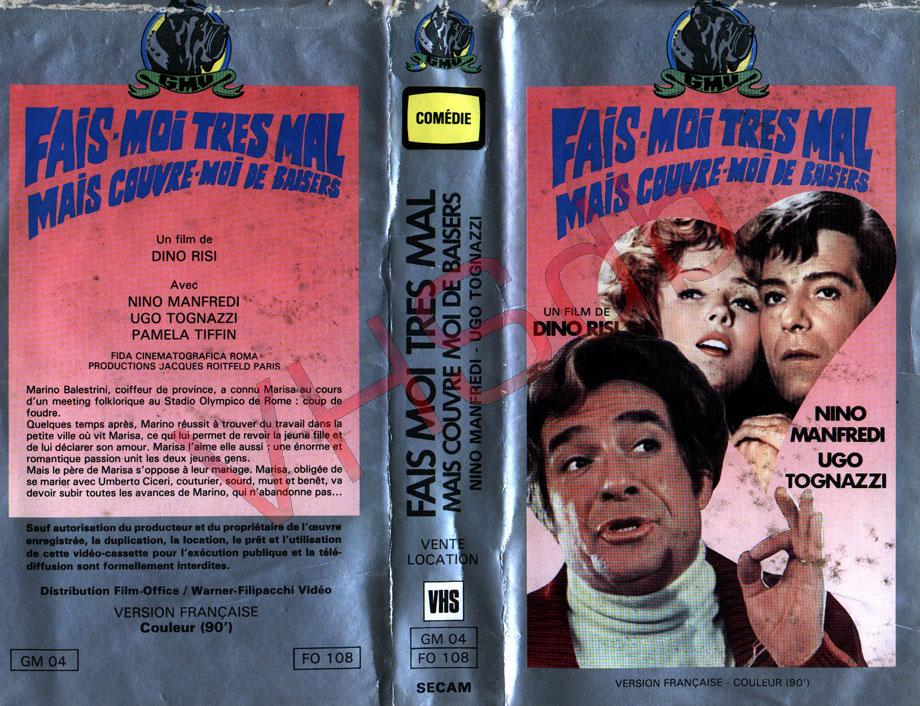 GMV
FAIS-MOI TRES MAL
MAIS COUVRE-MOI DE BAISERS
Un film de
DINO RISI
Avec
NINO MANFREDI
UGO TOGNAZZI
PAMELA TIFFIN
FIDA CINEMATOGRAFICA ROMA
PRODUCTIONS JACQUES ROITFELD PARIS
Marino Balestrini, coiffeur de province, a connu Marisa au cours
d'un meeting folklorique au Stadio Olympico de Rome : coup de
foudre.
Quelques temps après, Marino réussit à trouver du travail dans la
petite ville où vit Marisa, ce qui lui permet de revoir la jeune fille et
de lui déclarer son amour. Marisa l'aime elle aussi : une énorme et
romantique passion unit les deux jeunes gens.
Mais le père de Marisa s'oppose à leur mariage. Marisa, obligée de
se marier avec Umberto Ciceri, couturier, sourd, muet et benêt, va
devoir subir toutes les avances de Marino, qui n'abandonne pas...
Sauf autorisation du producteur et du propriétaire de l'œuvre
enregistrée, la duplication, la location, le prêt et l'utilisation
de cette vidéo-cassette pour l'exécution publique et la télé-
diffusion sont formellement interdites.
Distribution Film-Office / Warner-Filipacchi Vidéo
VERSION FRANÇAISE
Couleur (90')
GM 04
FO 108
GMV
COMÉDIE
FAIS MOI TRES MAL
MAIS COUVRE MOI DE BAISERS
NINO MANFREDI - UGO TOGNAZZI
VENTE
LOCATION
VHS
GM 04
FO 108
SECAM
GMV
FAIS-MOI TRES MAL
MAIS COUVRE-MOI DE BAISERS
UN FILM DE
DINO RISI
NINO
MANFREDI
UGO
TOGNAZZI
VERSION FRANÇAISE - COULEUR (90')
VHSdb